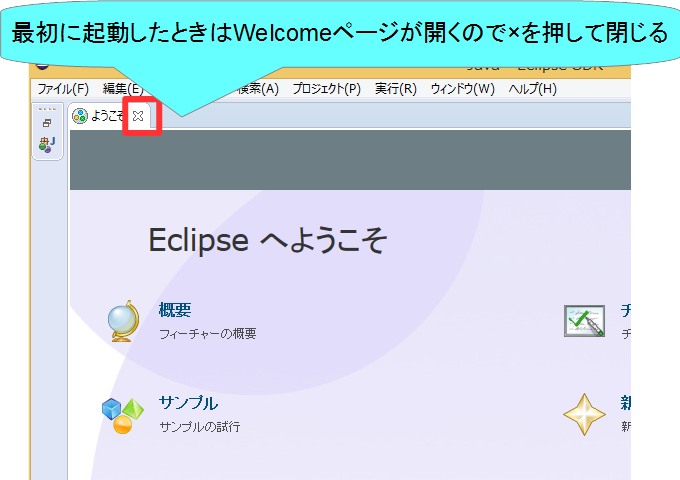 最初に起動したときはWelcomeページが開くので×を押して閉じる
ファイル(F) 編集(E) 検索(A) プロジェクト(P) 実行(R) ウィンドウ(W) ヘルプ(H)
ようこそ
Eclipse へようこそ
概要
フィーチャーの概要
チ
チ
サンプル
サンプルの試行
新
新